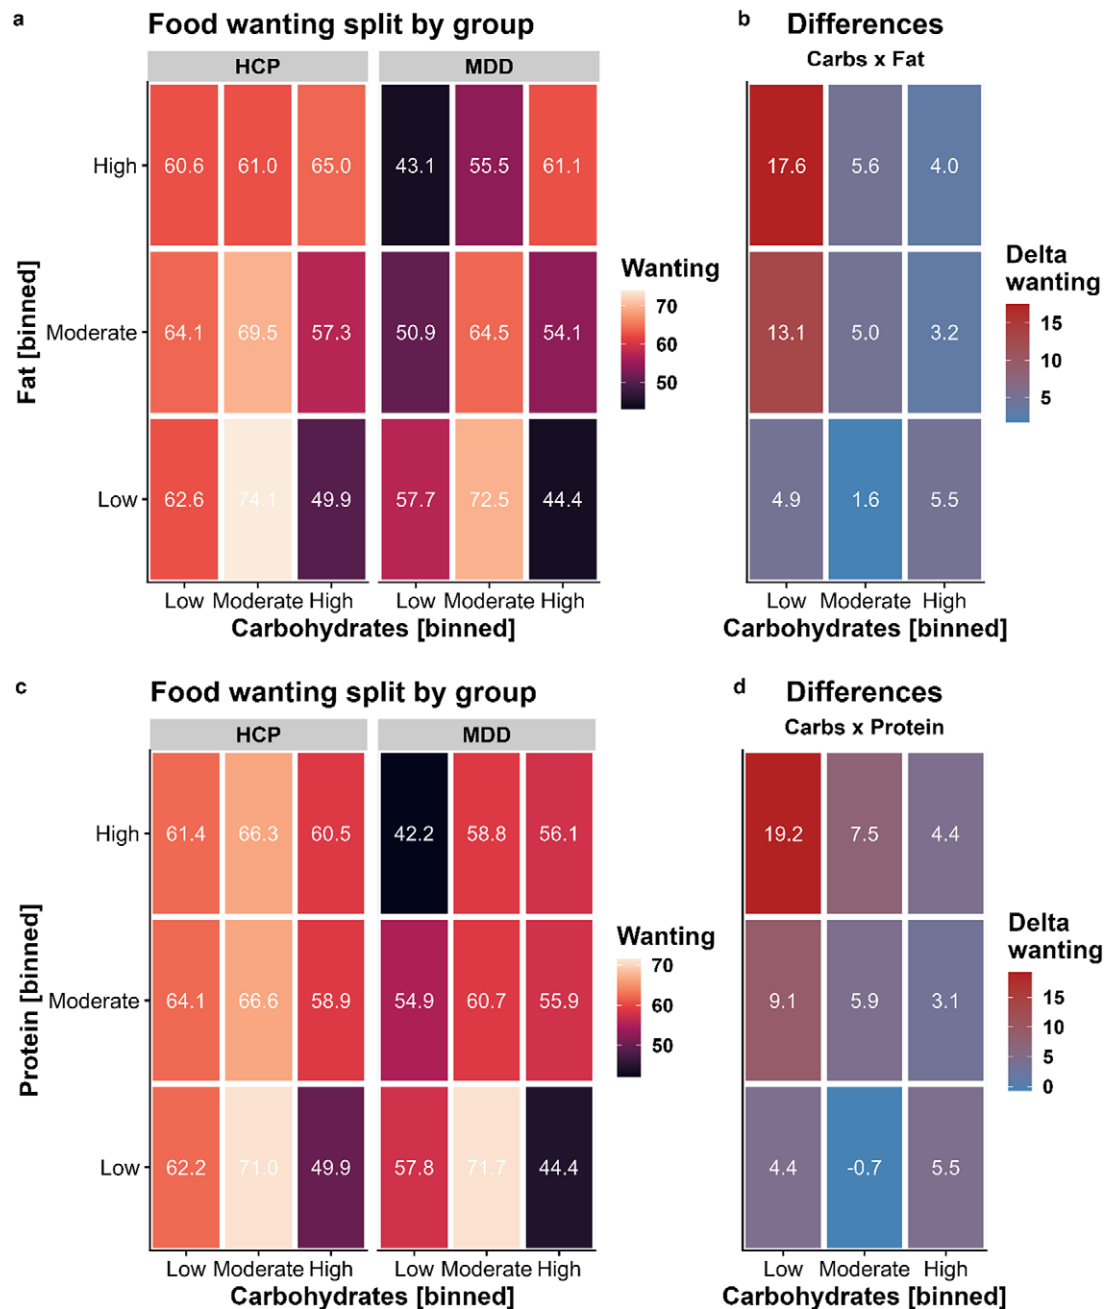 a Food wanting split by group
HCP MDD
High 60.6 61.0 65.0 43.1 55.5 61.1
Moderate 64.1 69.5 57.3 50.9 64.5 54.1
Low 62.6 74.1 49.9 57.7 72.5 44.4
Fat [binned]
Low Moderate High Low Moderate High
Carbohydrates [binned]
Wanting
70
60
50
b Differences
Carbs x Fat
17.6 5.6 4.0
13.1 5.0 3.2
4.9 1.6 5.5
Low Moderate High
Carbohydrates [binned]
Delta
wanting
15
10
5
c Food wanting split by group
HCP MDD
High 61.4 66.3 60.5 42.2 58.8 56.1
Moderate 64.1 66.6 58.9 54.9 60.7 55.9
Low 62.2 71.0 49.9 57.8 71.7 44.4
Protein [binned]
Low Moderate High Low Moderate High
Carbohydrates [binned]
Wanting
70
60
50
d Differences
Carbs x Protein
19.2 7.5 4.4
9.1 5.9 3.1
4.4 -0.7 5.5
Low Moderate High
Carbohydrates [binned]
Delta
wanting
15
10
5
0